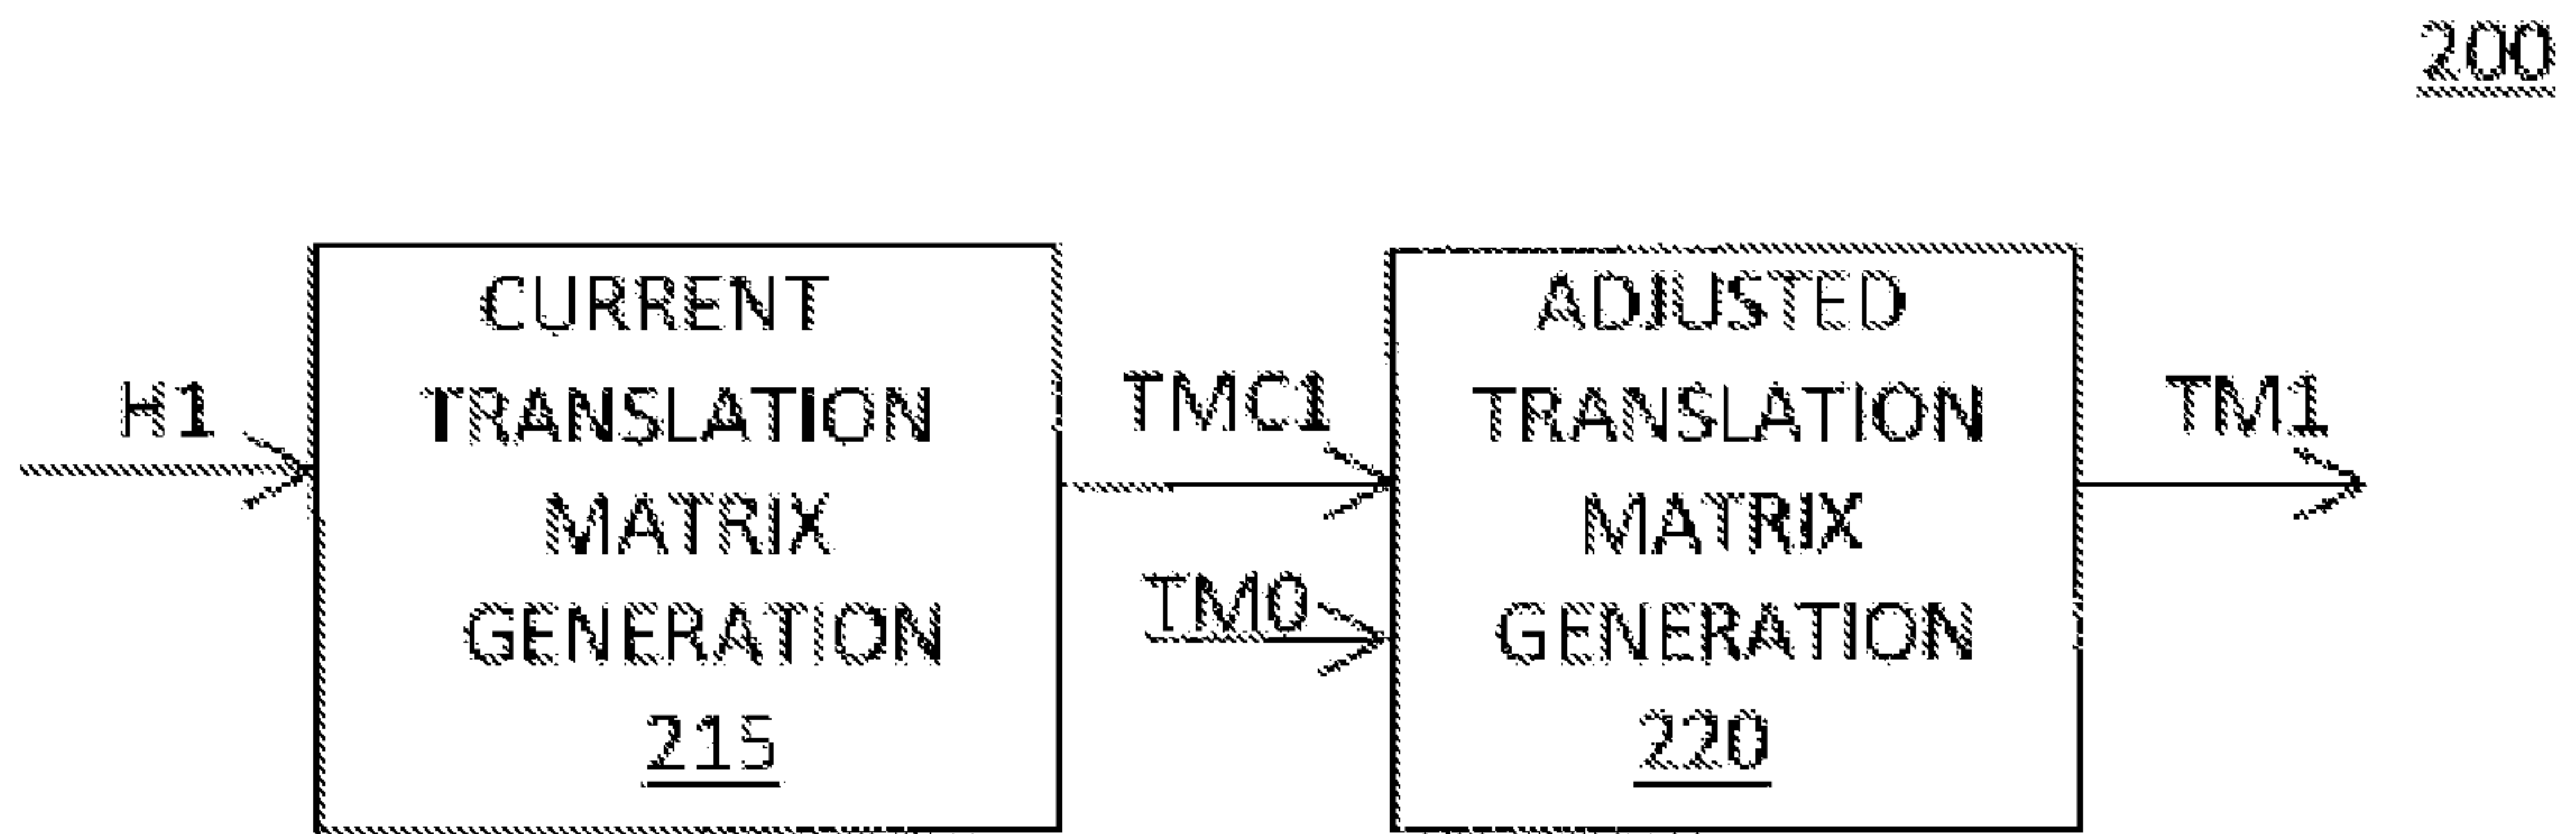 200
H1
CURRENT
TRANSLATION
MATRIX
GENERATION
215
TMC1
TM0
ADJUSTED
TRANSLATION
MATRIX
GENERATION
220
TM1